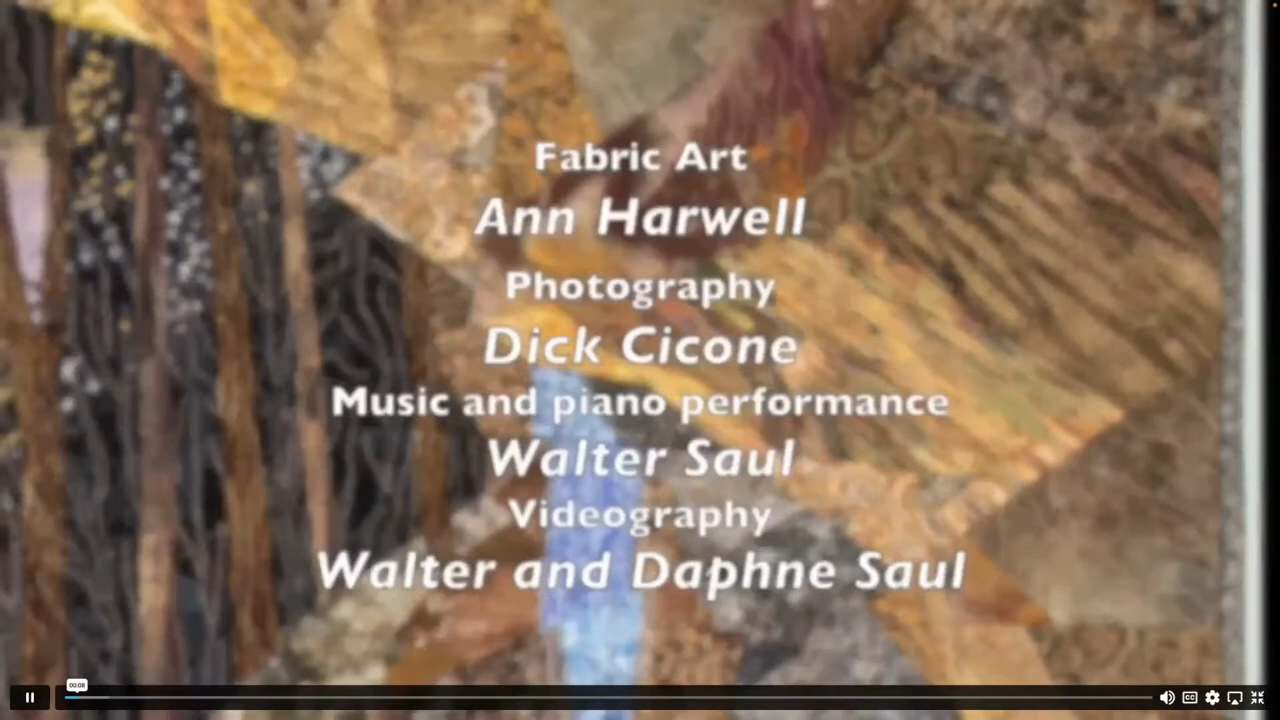 Fabric Art
Ann Harwell
Photography
Dick Cicone
Music and piano performance
Walter Saul
Videography
Walter and Daphne Saul
00:08
CC